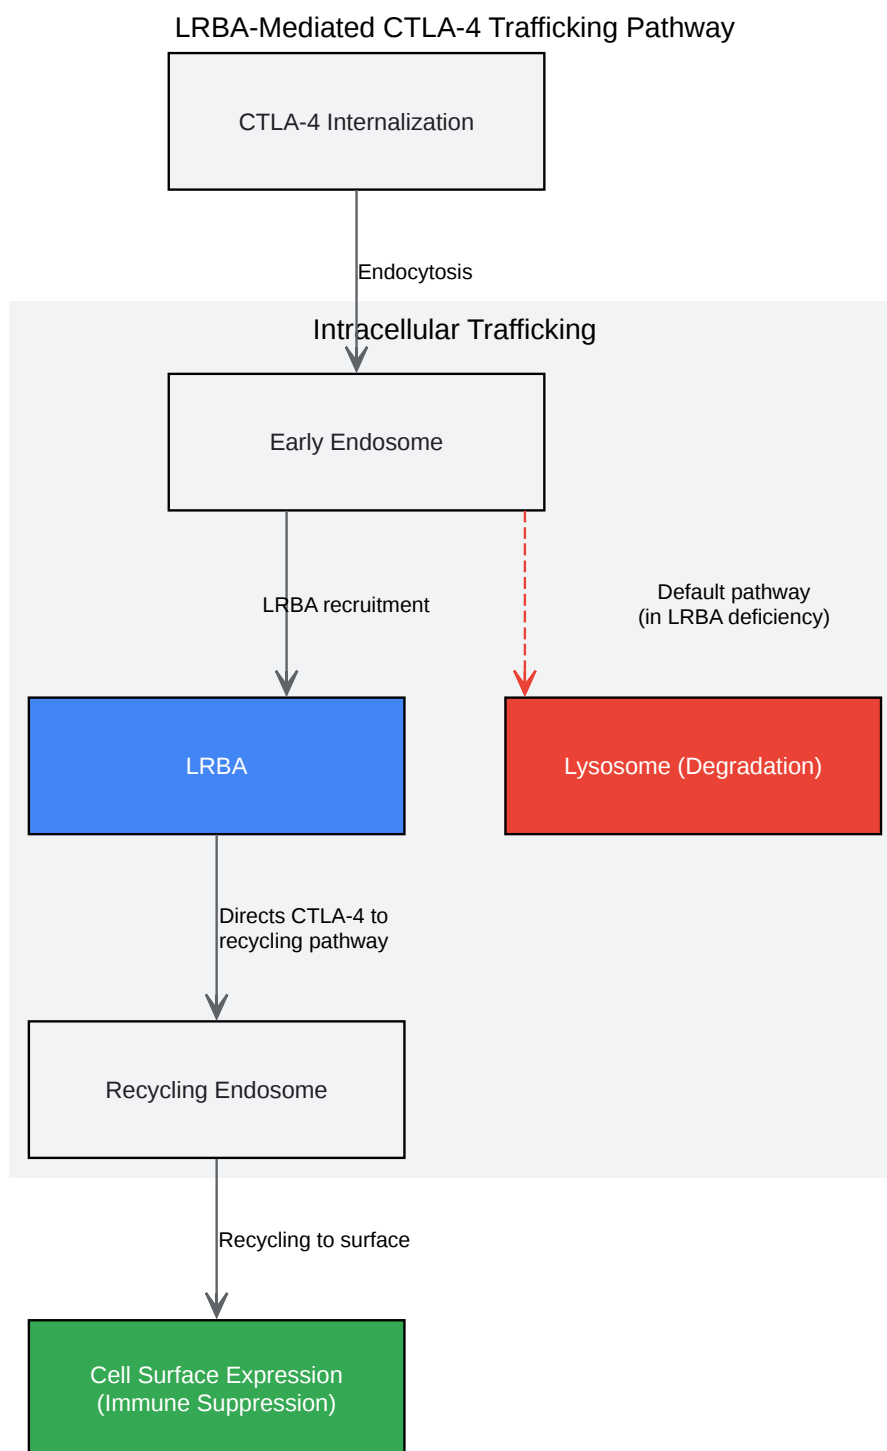 LRBA-Mediated CTLA-4 Trafficking Pathway
CTLA-4 Internalization
Endocytosis
Intracellular Trafficking
Early Endosome
LRBA recruitment
Default pathway
(in LRBA deficiency)
LRBA
Lysosome (Degradation)
Directs CTLA-4 to
recycling pathway
Recycling Endosome
Recycling to surface
Cell Surface Expression
(Immune Suppression)